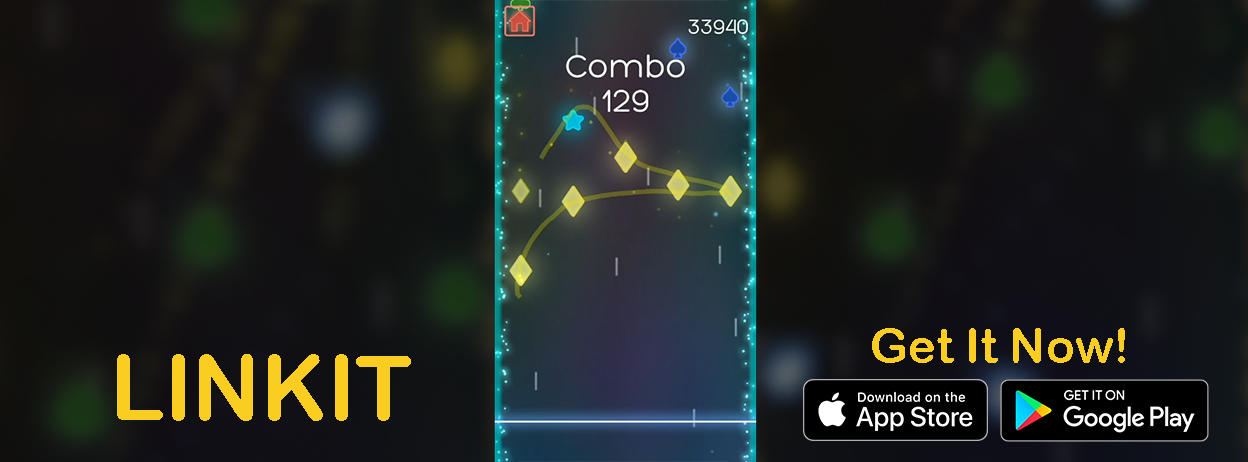 33940
Combo
129
LINKIT
Get It Now!
Download on the
App Store
GET IT ON
Google Play